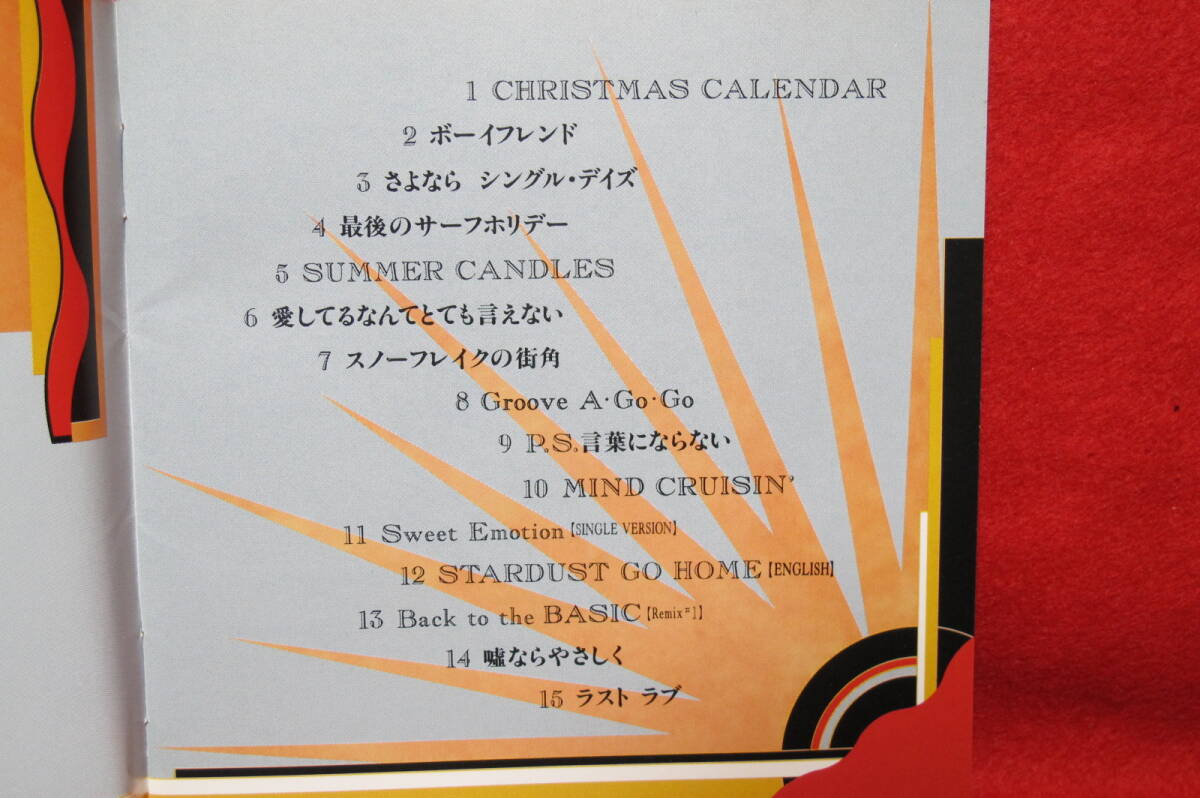 1 CHRISTMAS CALENDAR
2 ボーイフレンド
3 さよなら シングル・デイズ
4 最後のサーフホリデー
5 SUMMER CANDLES
6 愛してるなんてとても言えない
7 スノーフレイクの街角
8 Groove A・Go・Go
9 P.S.言葉にならない
10 MIND CRUISIN'
11 Sweet Emotion【SINGLE VERSION】
12 STARDUST GO HOME【ENGLISH】
13 Back to the BASIC【Remix#1】
14 嘘ならやさしく
15 ラスト ラブ